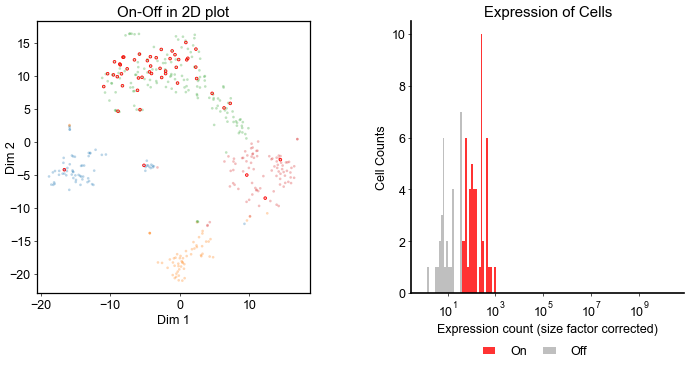 On-Off in 2D plot
15
10
5
0
−5
−10
−15
−20
Dim 2
−20 −10 0 10
Dim 1
Expression of Cells
10
8
6
4
2
0
Cell Counts
10^1 10^3 10^5 10^7 10^9
Expression count (size factor corrected)
On Off